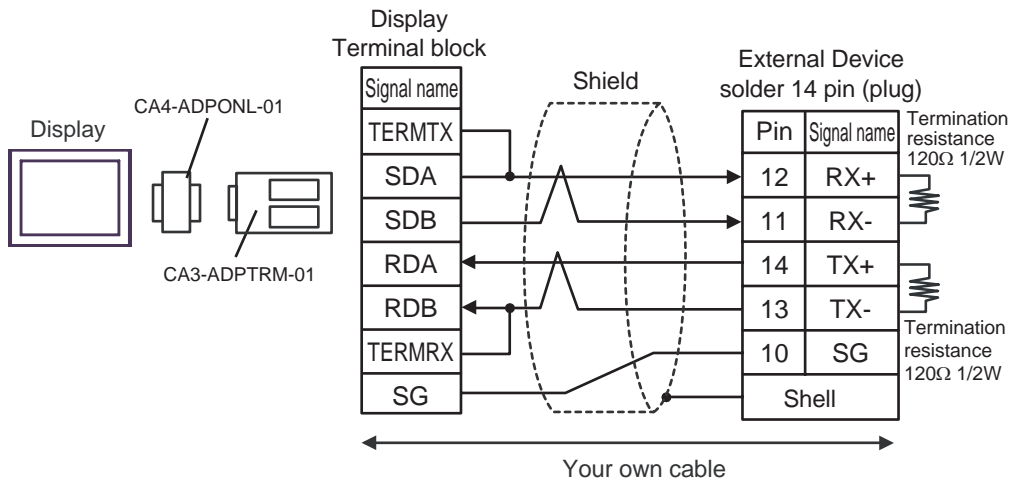 Display
Terminal block
External Device
solder 14 pin (plug)
Shield
CA4-ADPONL-01
Display
CA3-ADPTRM-01
Signal name
TERMTX
SDA
SDB
RDA
RDB
TERMRX
SG
Pin Signal name
12 RX+
11 RX-
14 TX+
13 TX-
10 SG
Shell
Termination
resistance
120Ω 1/2W
Termination
resistance
120Ω 1/2W
Your own cable